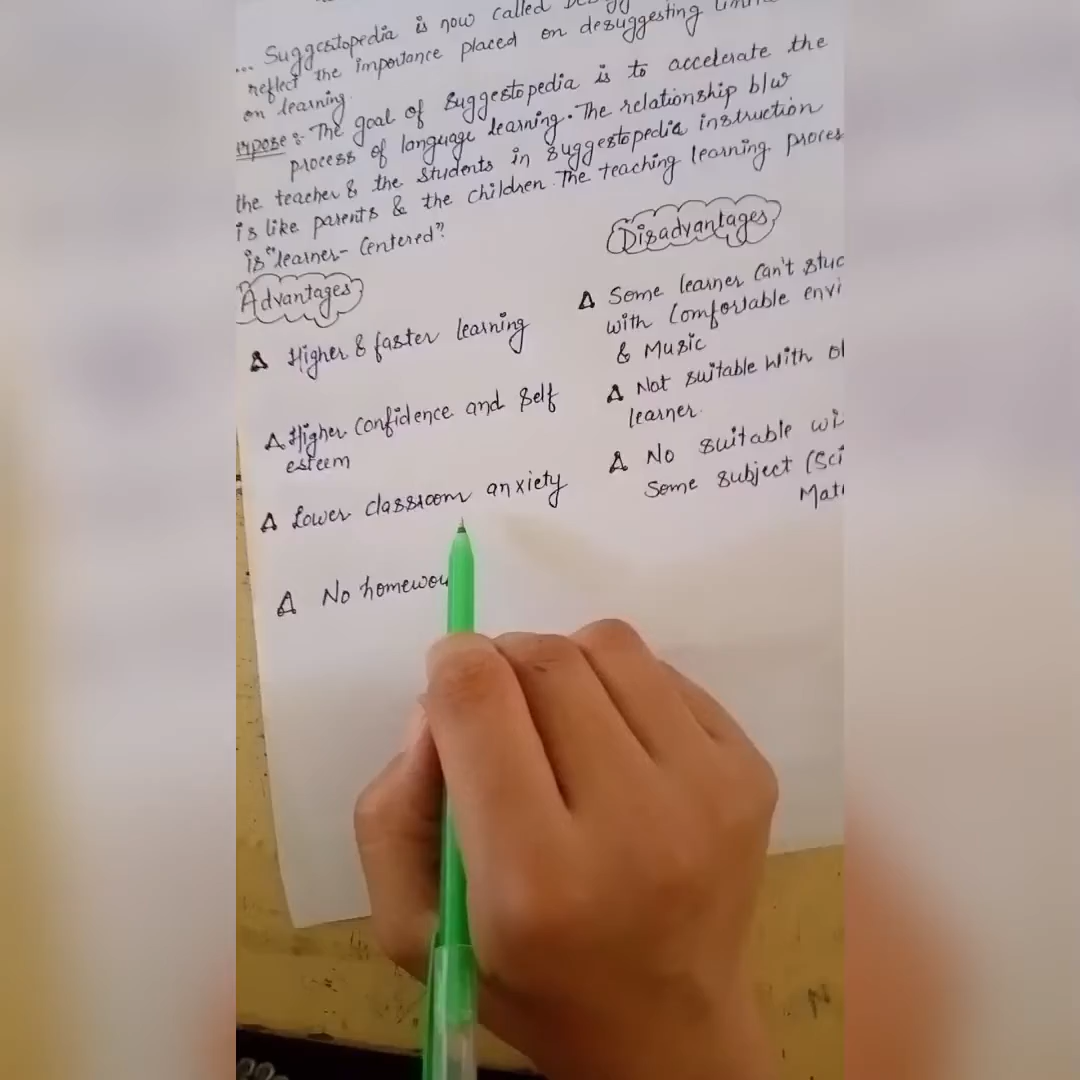 ... Suggestopedia is now called
reflect the importance placed on desuggesting
on learning.
The goal of Suggestopedia is to accelerate the
process of language learning. The relationship b/w
the teacher & the students in suggestopedia instruction
is like parents & the children. The teaching learning
is "learner- Centered"
Advantages
∆ Higher & faster learning
∆ Higher Confidence and Self
esteem
∆ Lower classroom anxiety
∆ No
Disadvantages
∆ Some learner Can't
with Comfortable
& Music
∆ Not suitable with
learner.
∆ No suitable
Some subject